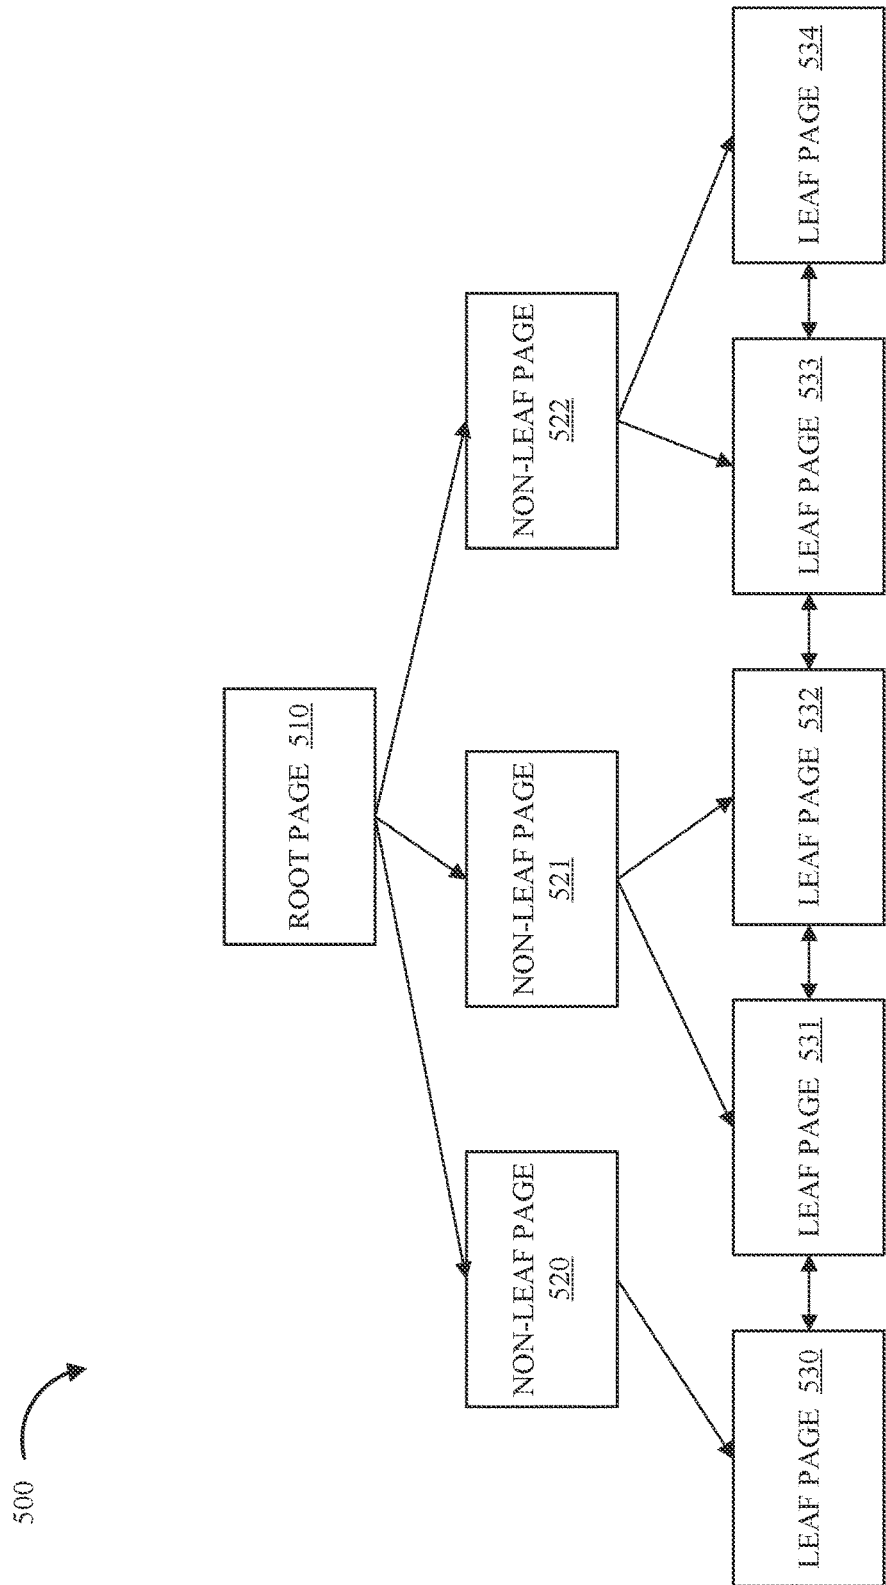 500
ROOT PAGE 510
NON-LEAF PAGE
520
NON-LEAF PAGE
521
NON-LEAF PAGE
522
LEAF PAGE 530
LEAF PAGE 531
LEAF PAGE 532
LEAF PAGE 533
LEAF PAGE 534